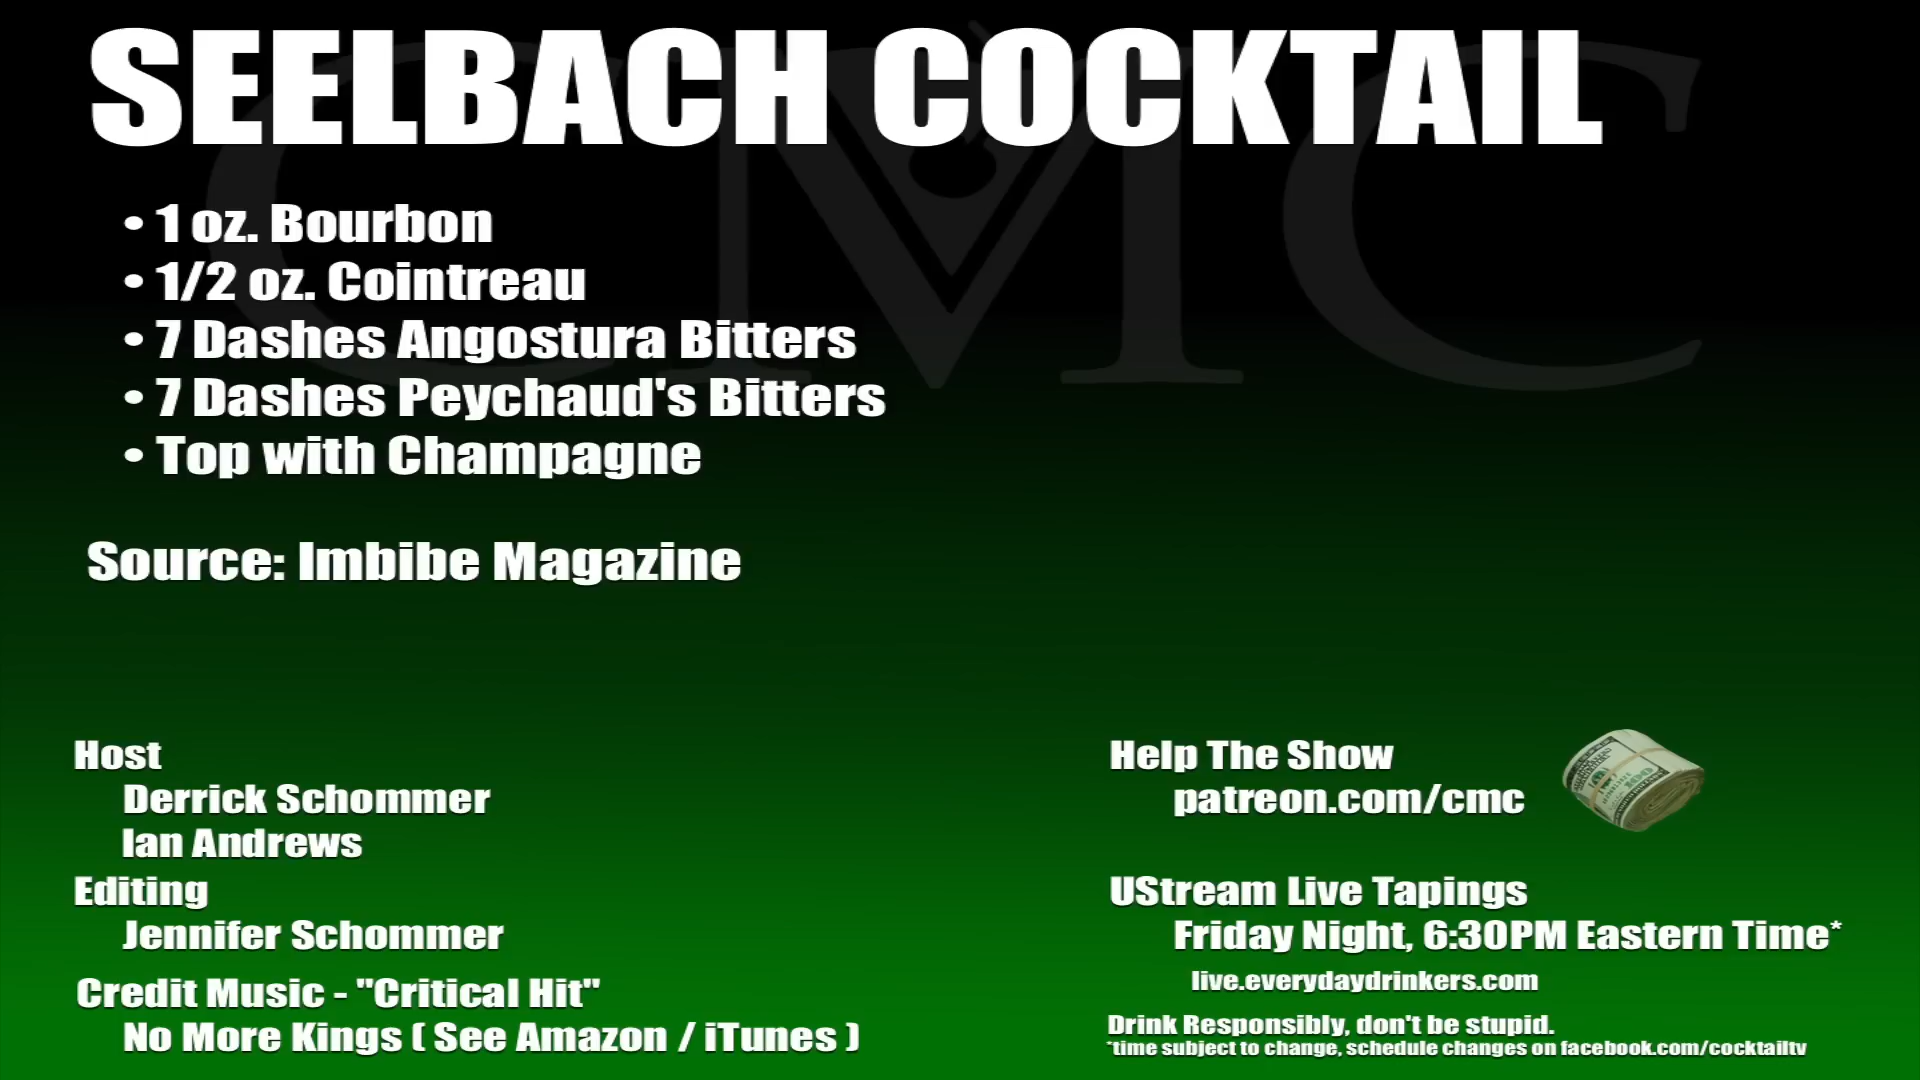 SEELBACH COCKTAIL
• 1 oz. Bourbon
• 1/2 oz. Cointreau
• 7 Dashes Angostura Bitters
• 7 Dashes Peychaud's Bitters
• Top with Champagne
Source: Imbibe Magazine
Host
Derrick Schommer
Ian Andrews
Editing
Jennifer Schommer
Credit Music - "Critical Hit"
No More Kings ( See Amazon / iTunes )
Help The Show
patreon.com/cmc
UStream Live Tapings
Friday Night, 6:30PM Eastern Time*
live.everydaydrinkers.com
Drink Responsibly, don't be stupid.
*time subject to change, schedule changes on facebook.com/cocktailtv
CMC